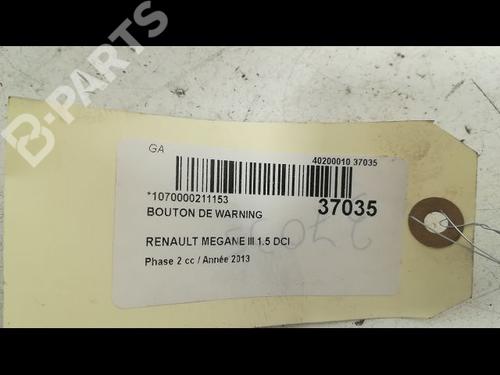 B-PARTS
GA
40200010 37035
*1070000211153
37035
BOUTON DE WARNING
RENAULT MEGANE III 1.5 DCI
Phase 2 cc / Année 2013
37035